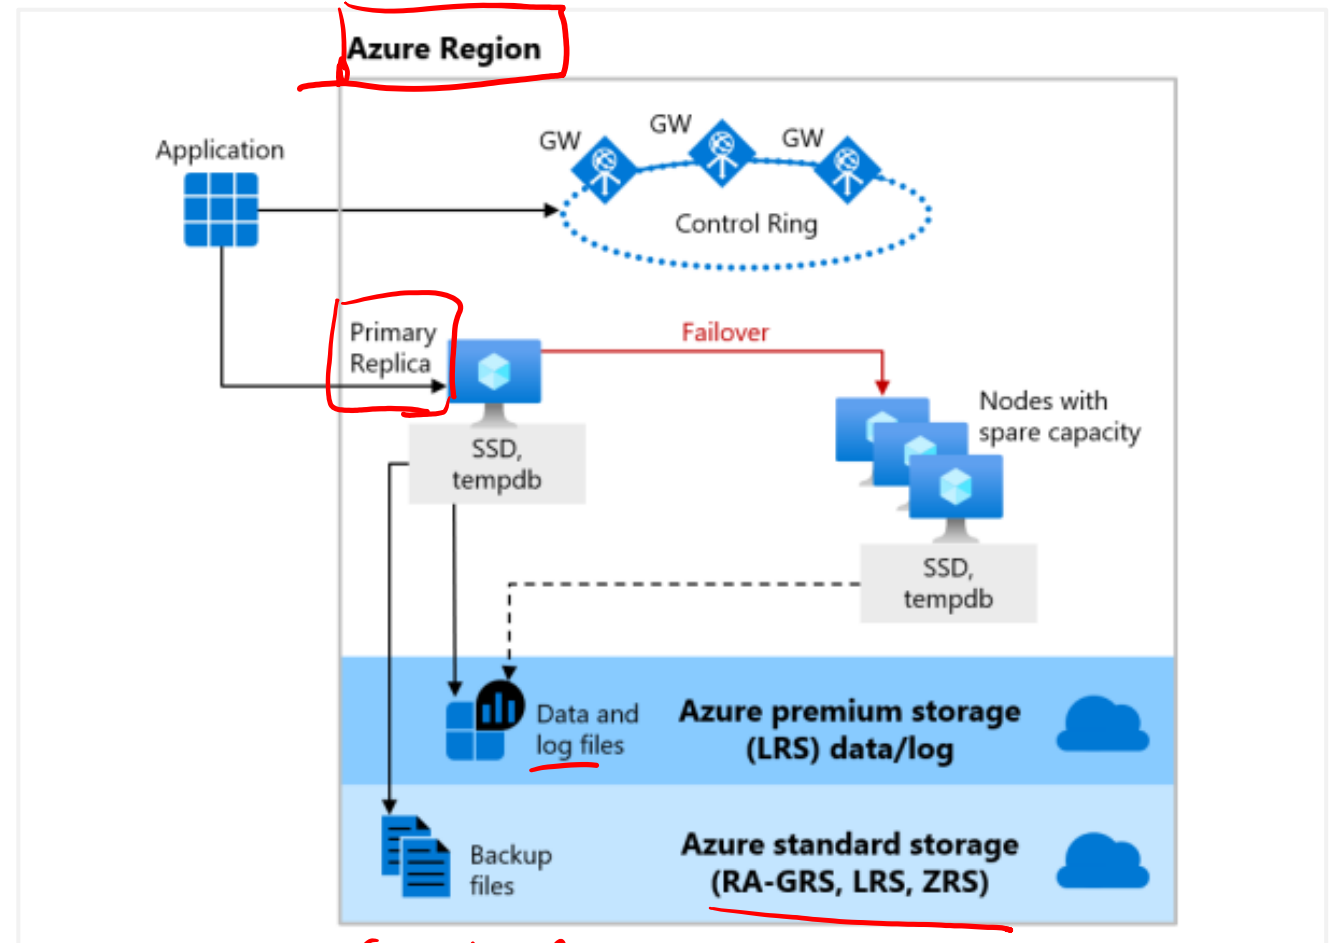 Azure Region
Application
GW
GW
GW
Control Ring
Primary
Replica
Failover
Nodes with
spare capacity
SSD,
tempdb
SSD,
tempdb
Data and
log files
Azure premium storage
(LRS) data/log
Backup
files
Azure standard storage
(RA-GRS, LRS, ZRS)